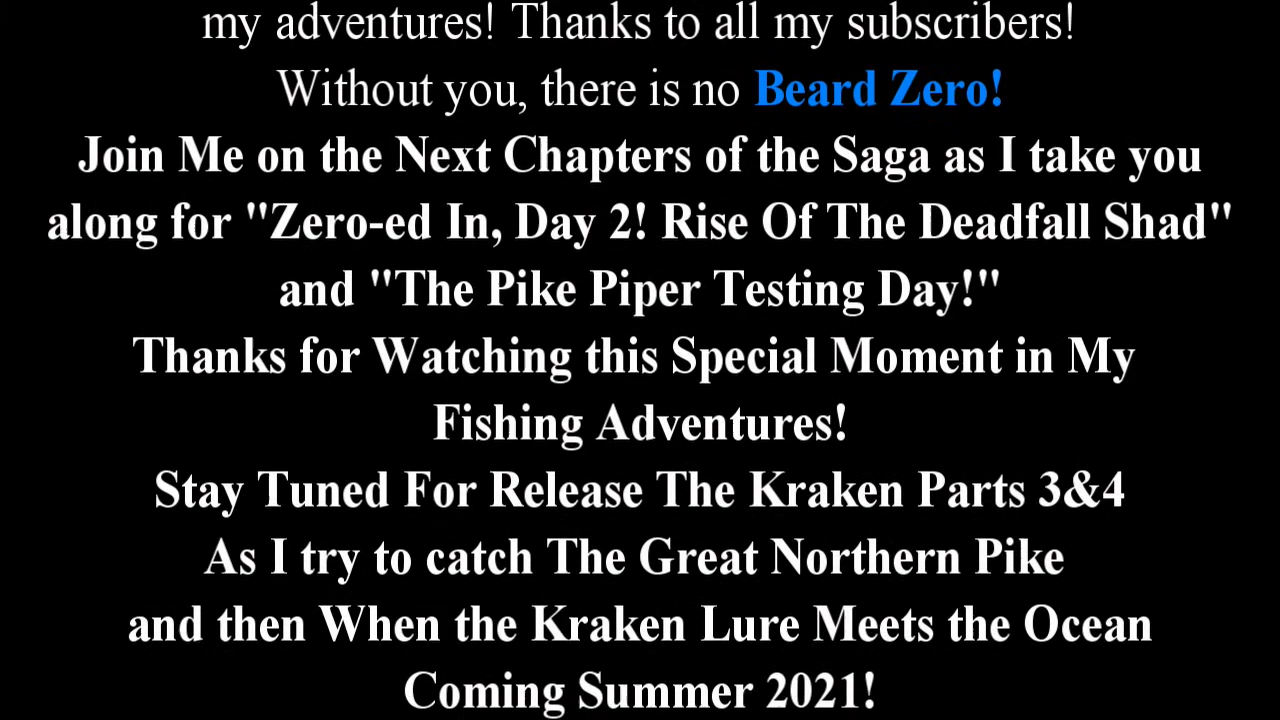 my adventures! Thanks to all my subscribers!
Without you, there is no Beard Zero!
Join Me on the Next Chapters of the Saga as I take you
along for "Zero-ed In, Day 2! Rise Of The Deadfall Shad"
and "The Pike Piper Testing Day!"
Thanks for Watching this Special Moment in My
Fishing Adventures!
Stay Tuned For Release The Kraken Parts 3&4
As I try to catch The Great Northern Pike
and then When the Kraken Lure Meets the Ocean
Coming Summer 2021!